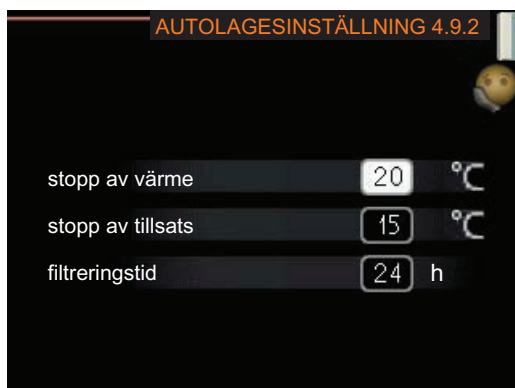 AUTOLAGESINSTÄLLNING 4.9.2
stopp av värme 20 °C
stopp av tillsats 15 °C
filtreringstid 24 h